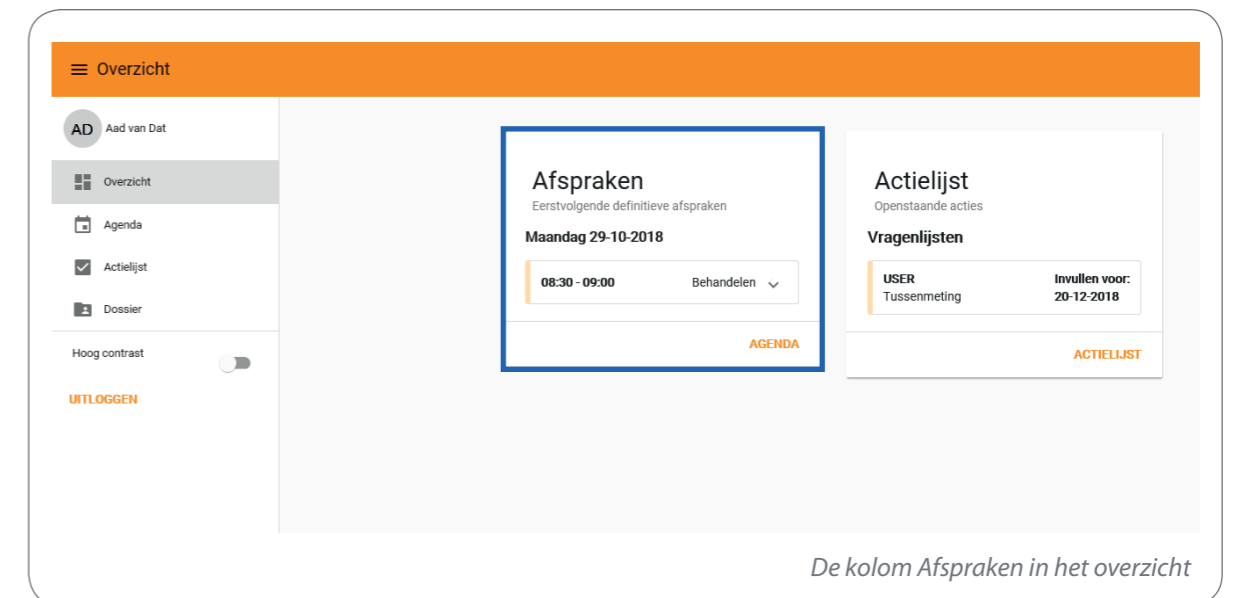 Overzicht
AD Aad van Dat
Overzicht
Agenda
Actielijst
Dossier
Hoog contrast
UITLOGGEN
Afspraken
Eerstvolgende definitieve afspraken
Maandag 29-10-2018
08:30 - 09:00 Behandelen
AGENDA
Actielijst
Openstaande acties
Vragenlijsten
USER Invullen voor:
Tussenmeting 20-12-2018
ACTIELIJST
De kolom Afspraken in het overzicht